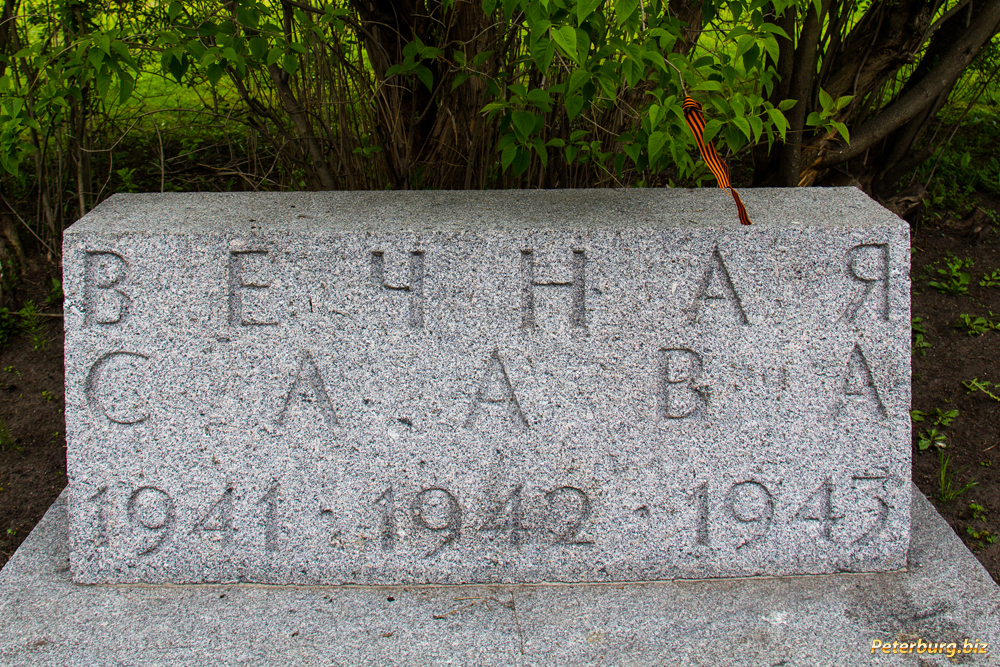 ВЕЧНАЯ
СЛАВА
1941 · 1942 · 1943
Peterburg.biz